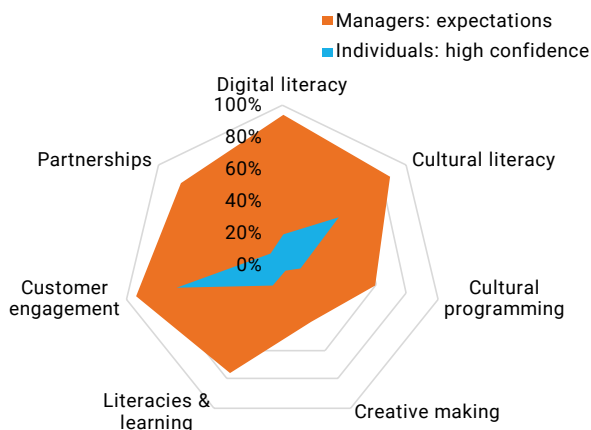 Managers: expectations
Individuals: high confidence
Digital literacy
100%
80%
60%
40%
20%
0%
Partnerships
Cultural literacy
Customer
engagement
Cultural
programming
Literacies &
learning
Creative making